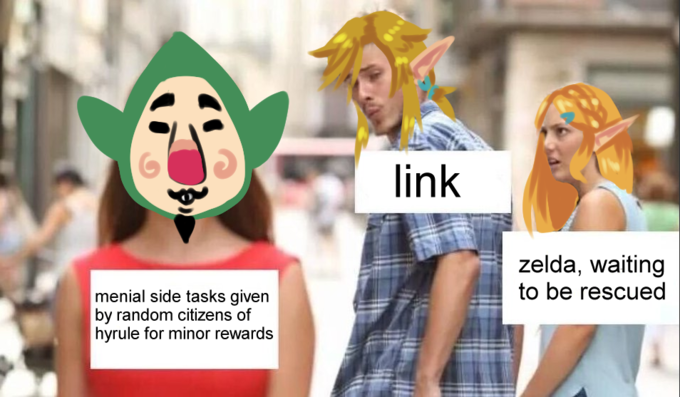 menial side tasks given
by random citizens of
hyrule for minor rewards
link
zelda, waiting
to be rescued